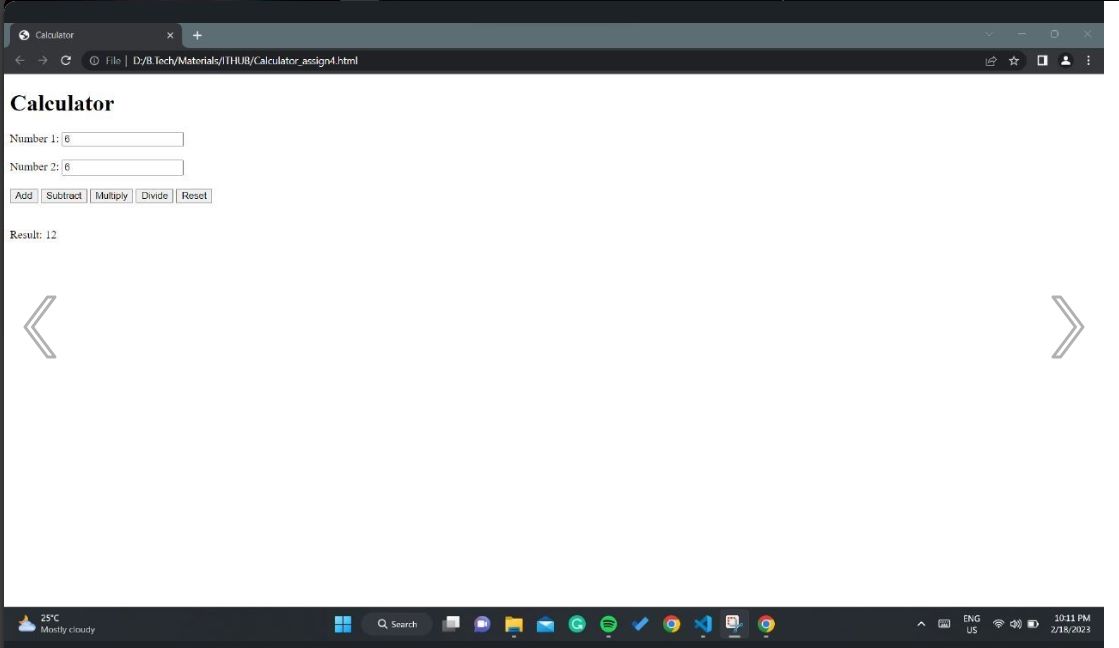 Calculator
File | D:/B.Tech/Materials/ITHUB/Calculator_assign4.html
Calculator
Number 1: 6
Number 2: 6
Add Subtract Multiply Divide Reset
Result: 12
25°C
Mostly cloudy
Search
ENG
US
10:11 PM
2/18/2023